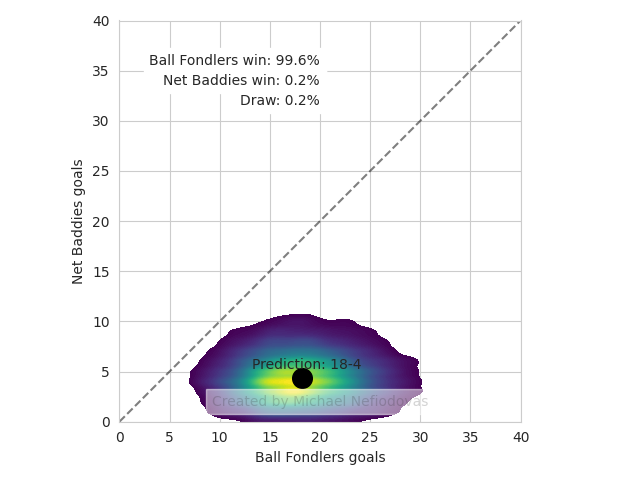 40
35
30
25
20
15
10
5
0
Net Baddies goals
Ball Fondlers win: 99.6%
Net Baddies win: 0.2%
Draw: 0.2%
Prediction: 18-4
Created by Michael Nefiodovas
0 5 10 15 20 25 30 35 40
Ball Fondlers goals